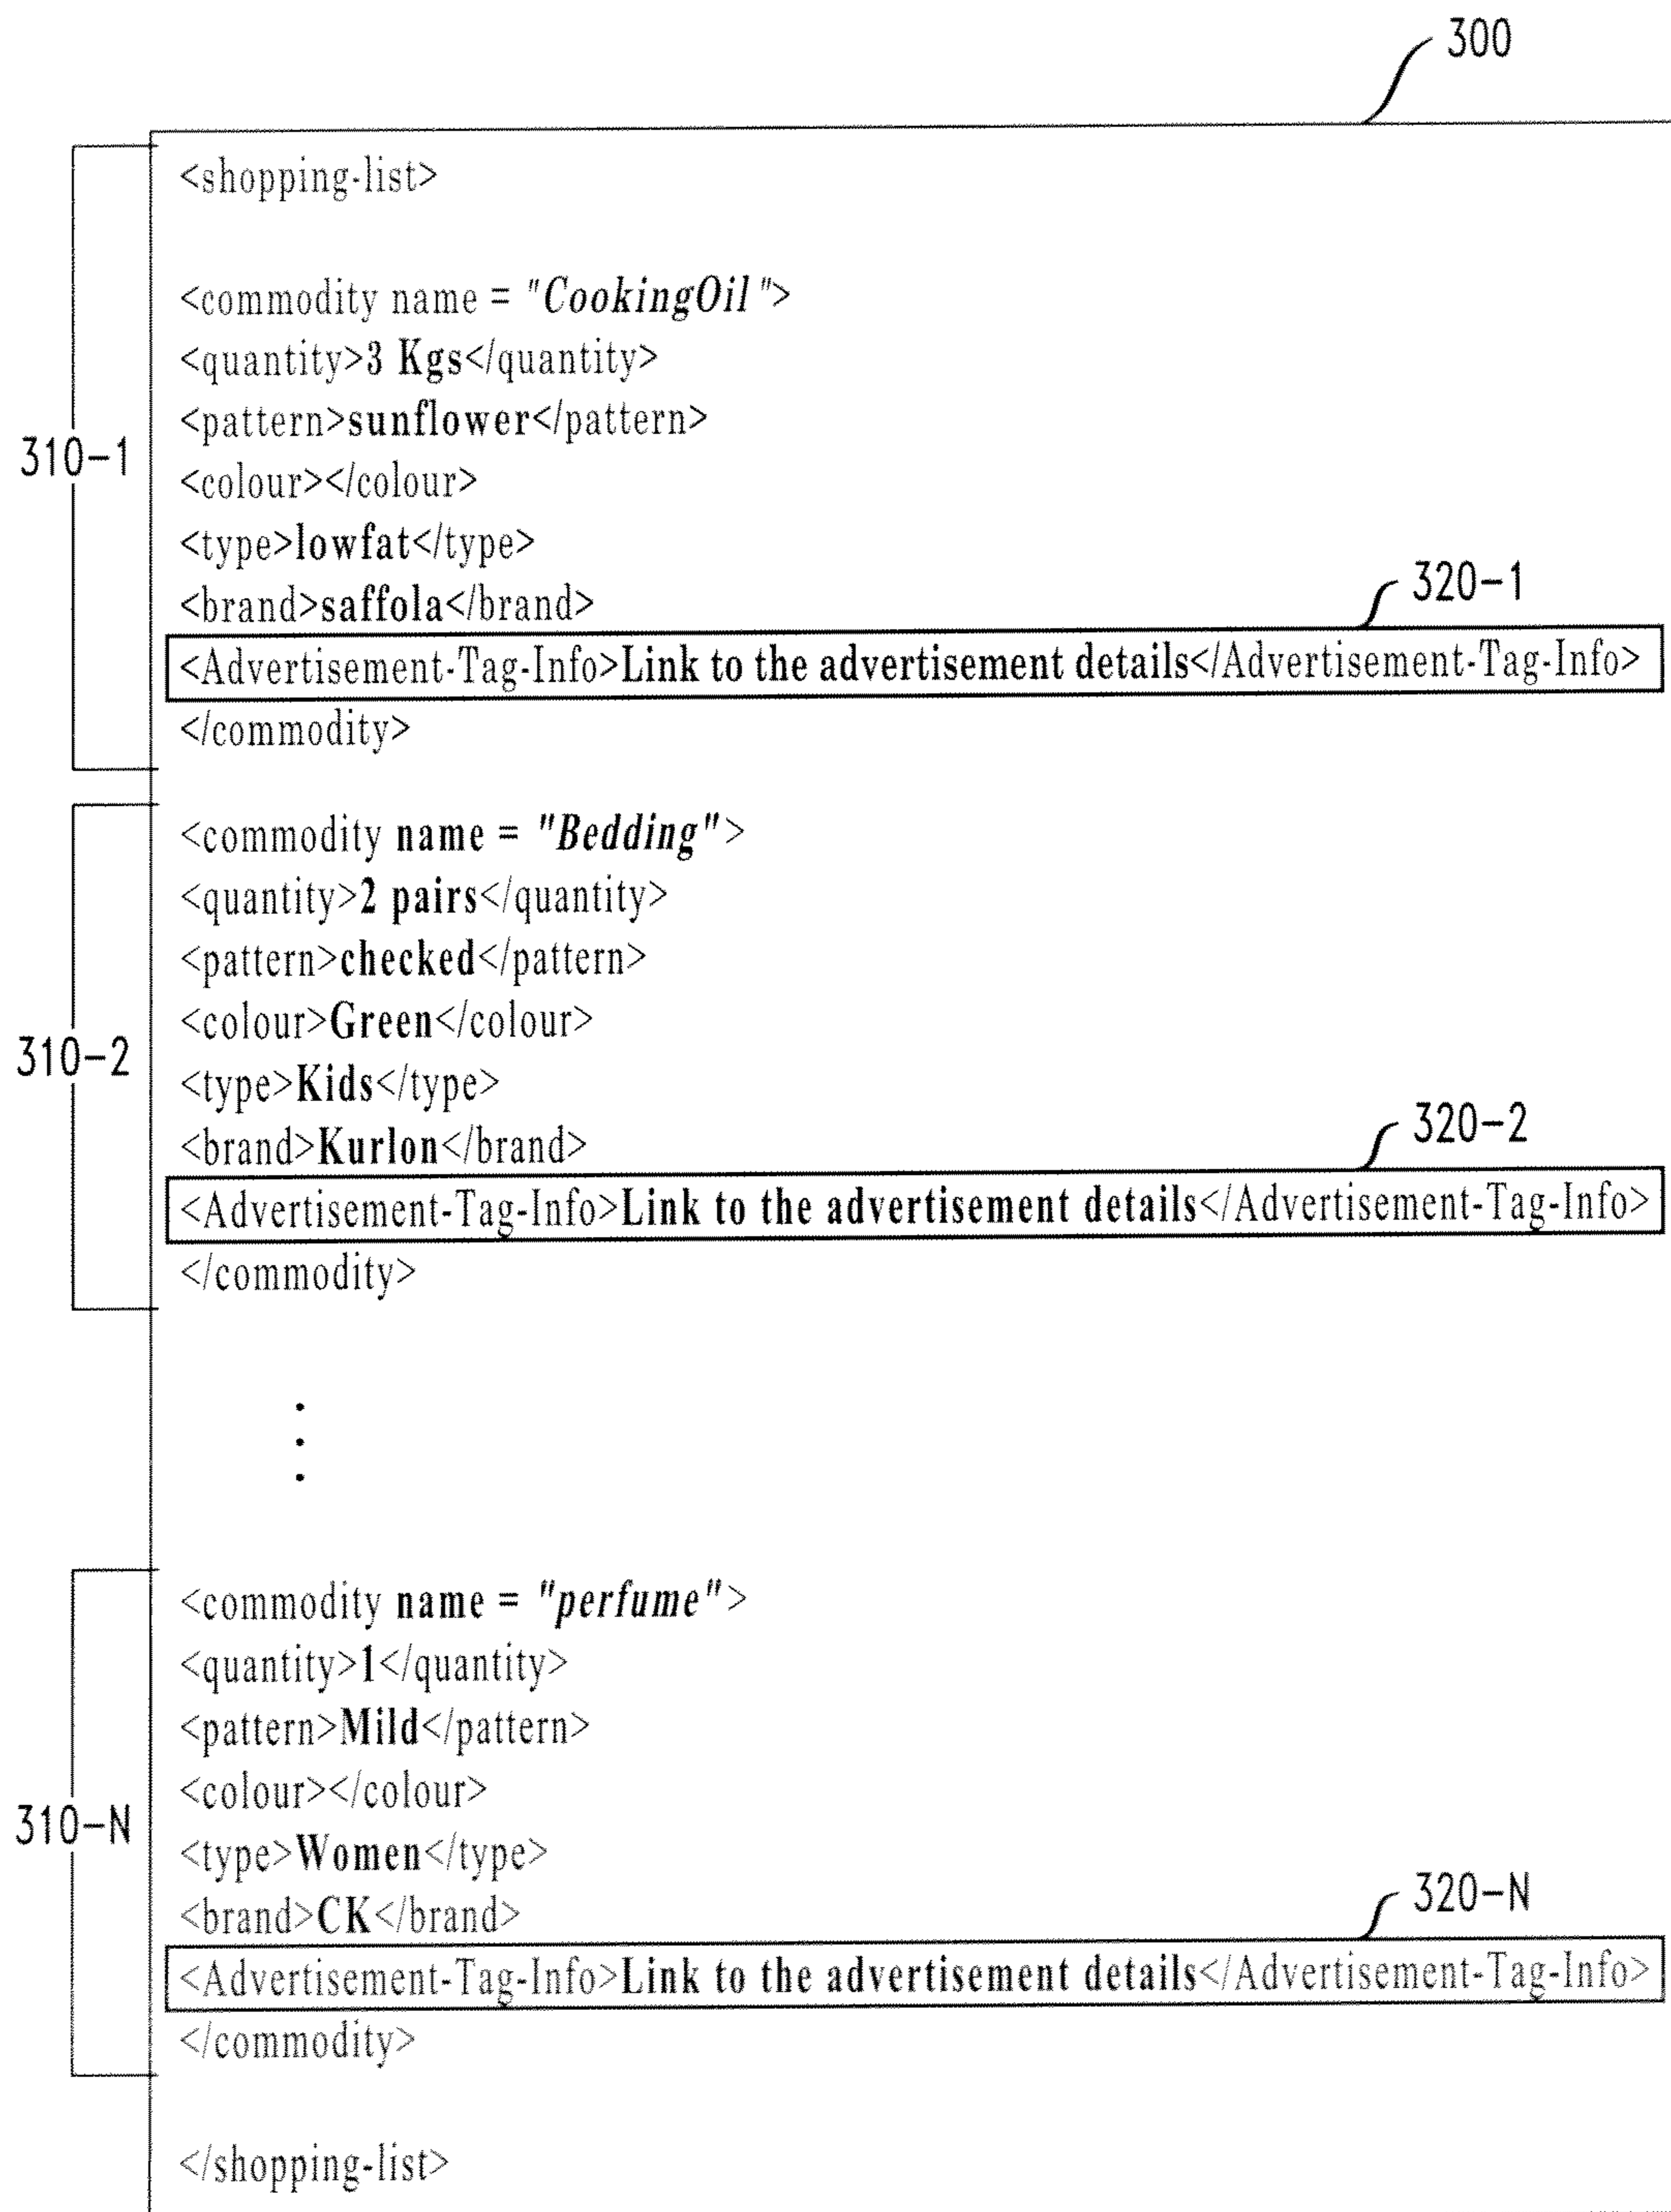 300
<shopping-list>
<commodity name = "CookingOil">
<quantity>3 Kgs</quantity>
<pattern>sunflower</pattern>
310-1
<colour></colour>
<type>lowfat</type>
320-1
<brand>saffola</brand>
<Advertisement-Tag-Info>Link to the advertisement details</Advertisement-Tag-Info>
</commodity>
<commodity name = "Bedding">
<quantity>2 pairs</quantity>
<pattern>checked</pattern>
<colour>Green</colour>
310-2
<type>Kids</type>
320-2
<brand>Kurlon</brand>
<Advertisement-Tag-Info>Link to the advertisement details</Advertisement-Tag-Info>
</commodity>
<commodity name = "perfume">
<quantity>1</quantity>
<pattern>Mild</pattern>
<colour></colour>
310-N
<type>Women</type>
320-N
<brand>CK</brand>
<Advertisement-Tag-Info>Link to the advertisement details</Advertisement-Tag-Info>
</commodity>
</shopping-list>